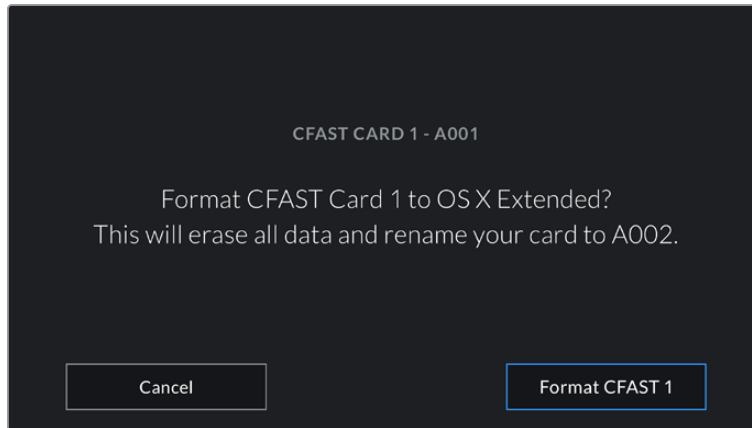 CFAST CARD 1 - A001
Format CFAST Card 1 to OS X Extended?
This will erase all data and rename your card to A002.
Cancel
Format CFAST 1